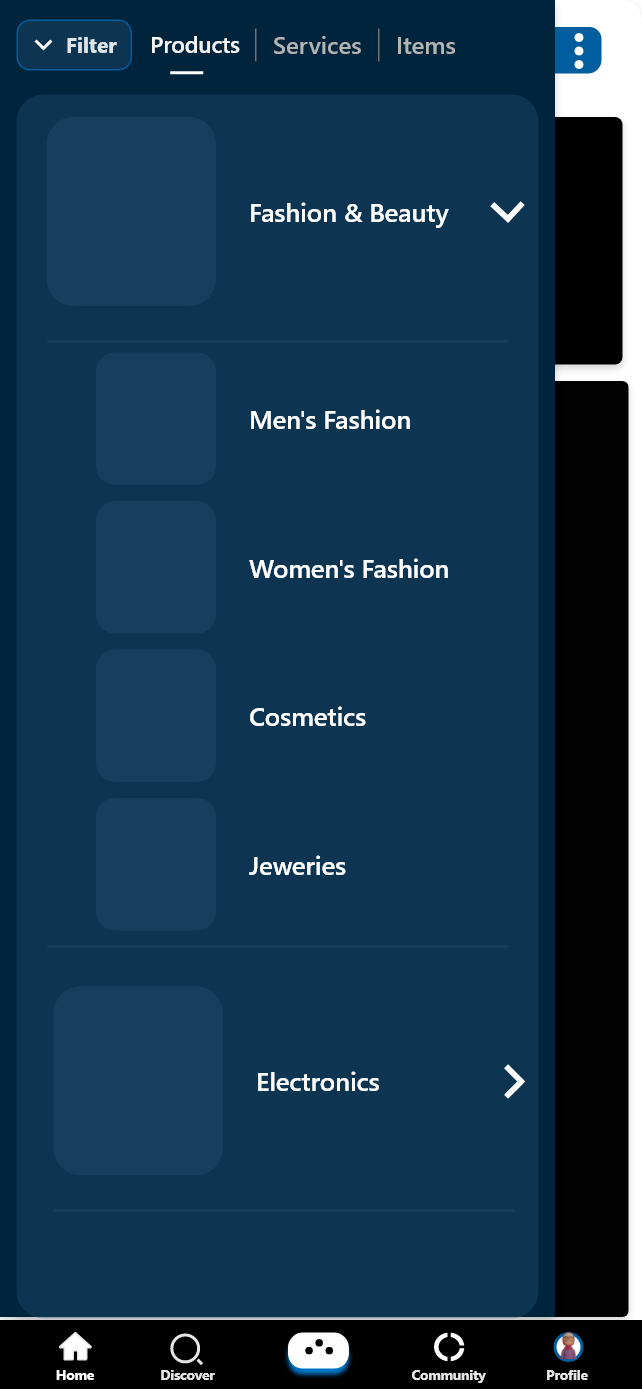 Filter
Products
Services
Items
Fashion & Beauty
Men's Fashion
Women's Fashion
Cosmetics
Jeweries
Electronics
Home
Discover
Community
Profile